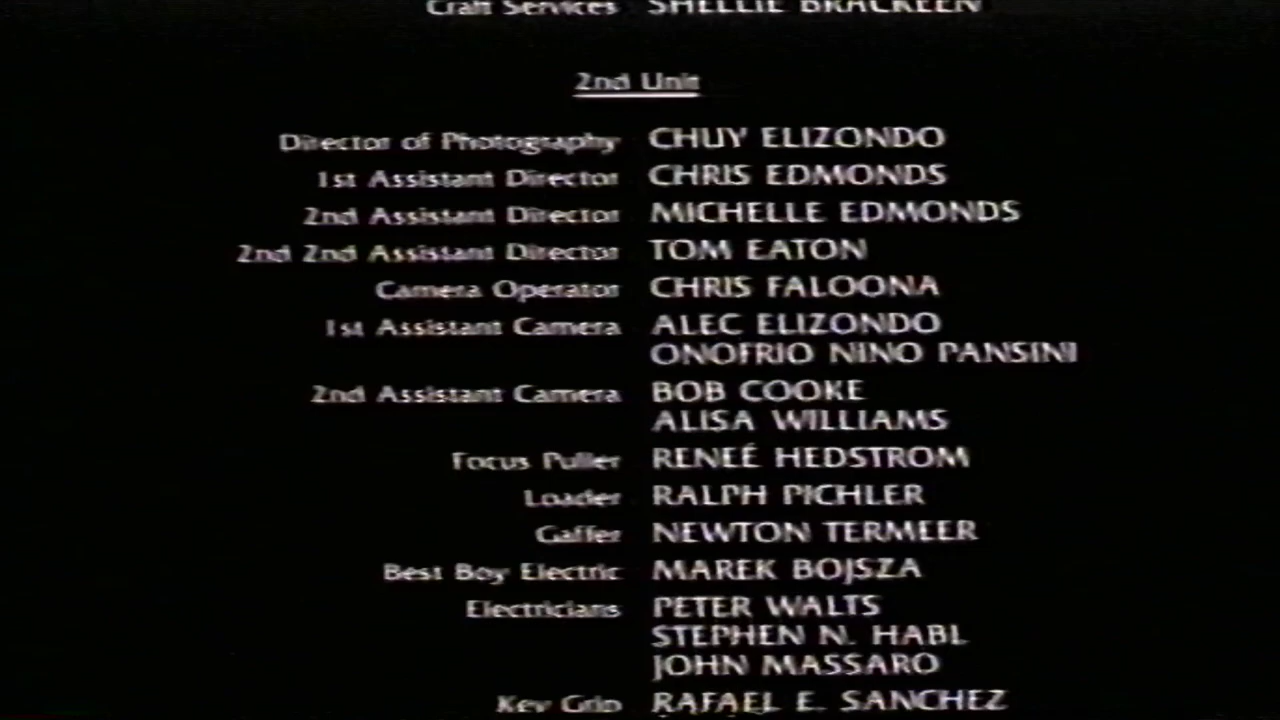 Craft Services SHELLIE BRACKEEN
2nd Unit
Director of Photography CHUY ELIZONDO
1st Assistant Director CHRIS EDMONDS
2nd Assistant Director MICHELLE EDMONDS
2nd 2nd Assistant Director TOM EATON
Camera Operator CHRIS FALOONA
1st Assistant Camera ALEC ELIZONDO
ONOFRIO NINO PANSINI
2nd Assistant Camera BOB COOKE
ALISA WILLIAMS
Focus Puller RENEÉ HEDSTROM
Loader RALPH PICHLER
Gaffer NEWTON TERMEER
Best Boy Electric MAREK BOJSZA
Electricians PETER WALTS
STEPHEN N. HABL
JOHN MASSARO
Key Grip RAFAEL E. SANCHEZ